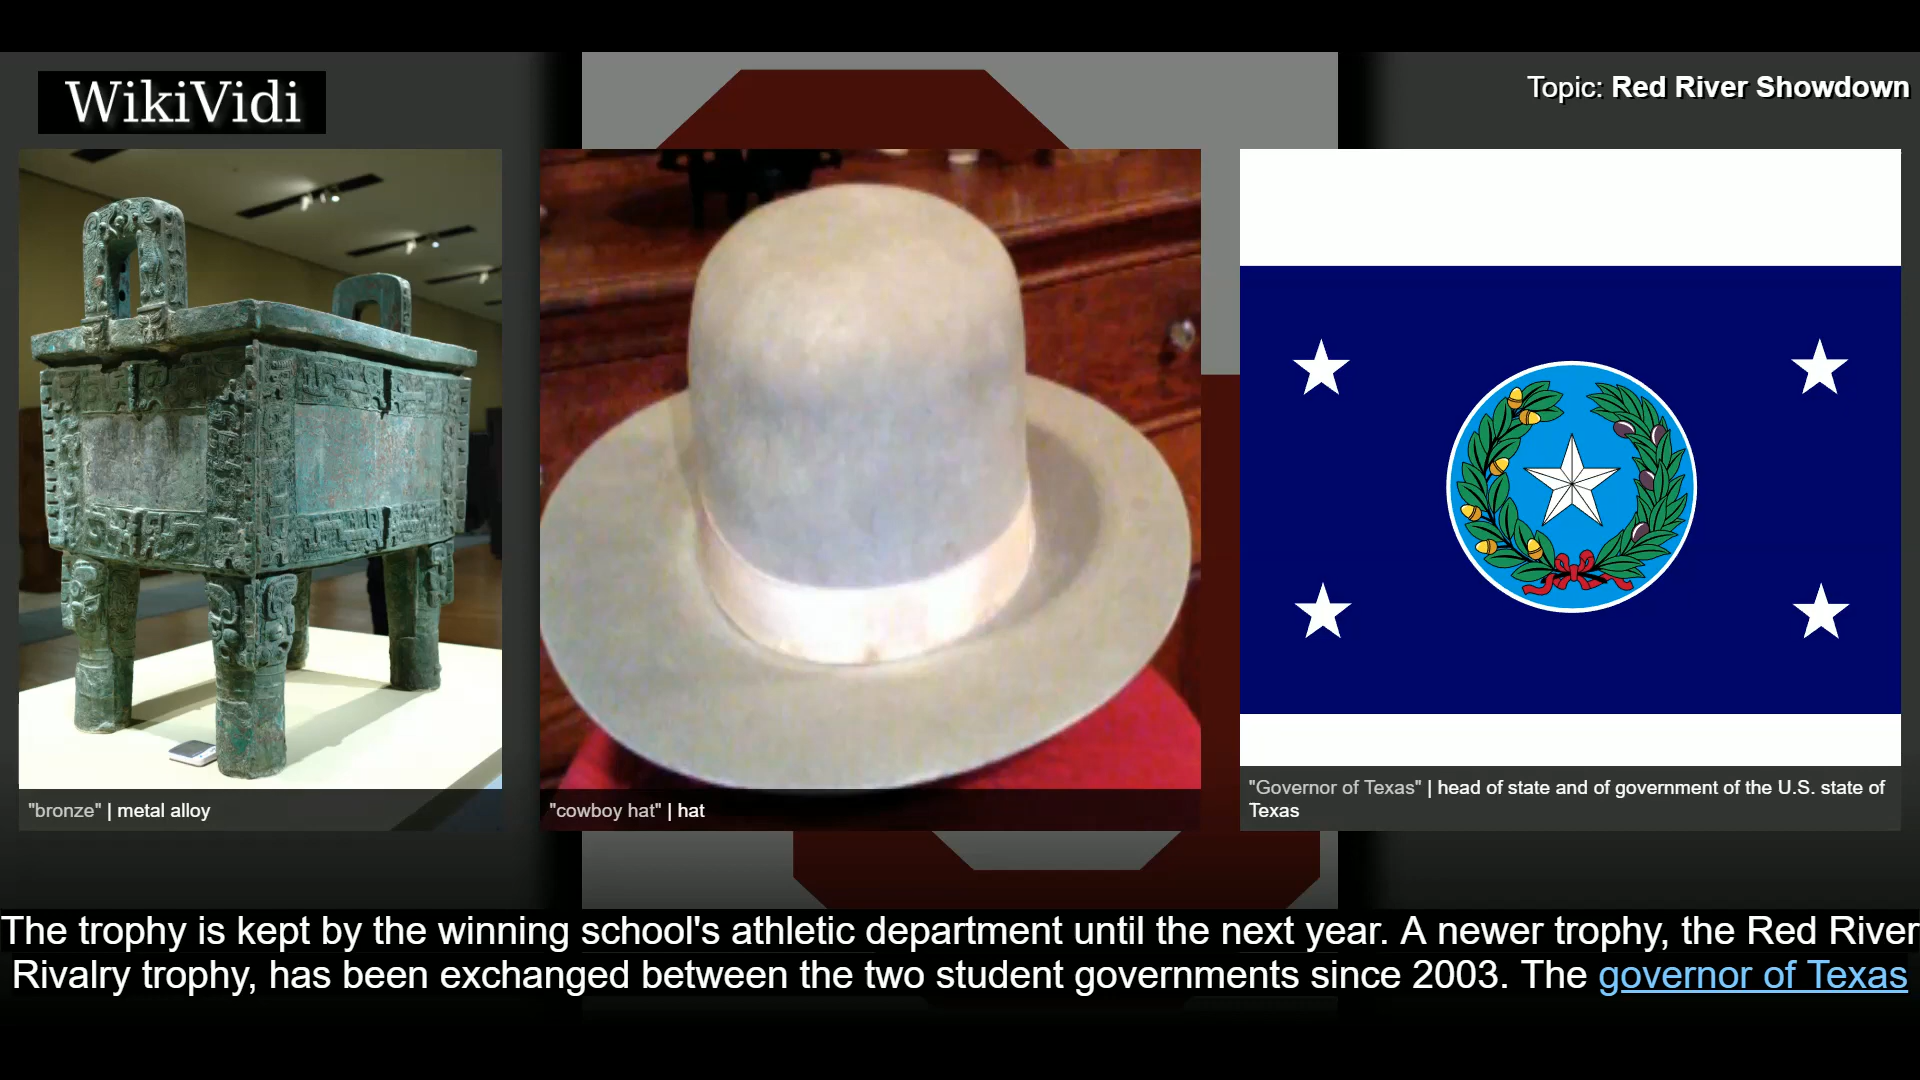 WikiVidi
Topic: Red River Showdown
"bronze" | metal alloy
"cowboy hat" | hat
"Governor of Texas" | head of state and of government of the U.S. state of
Texas
The trophy is kept by the winning school's athletic department until the next year. A newer trophy, the Red River
Rivalry trophy, has been exchanged between the two student governments since 2003. The governor of Texas